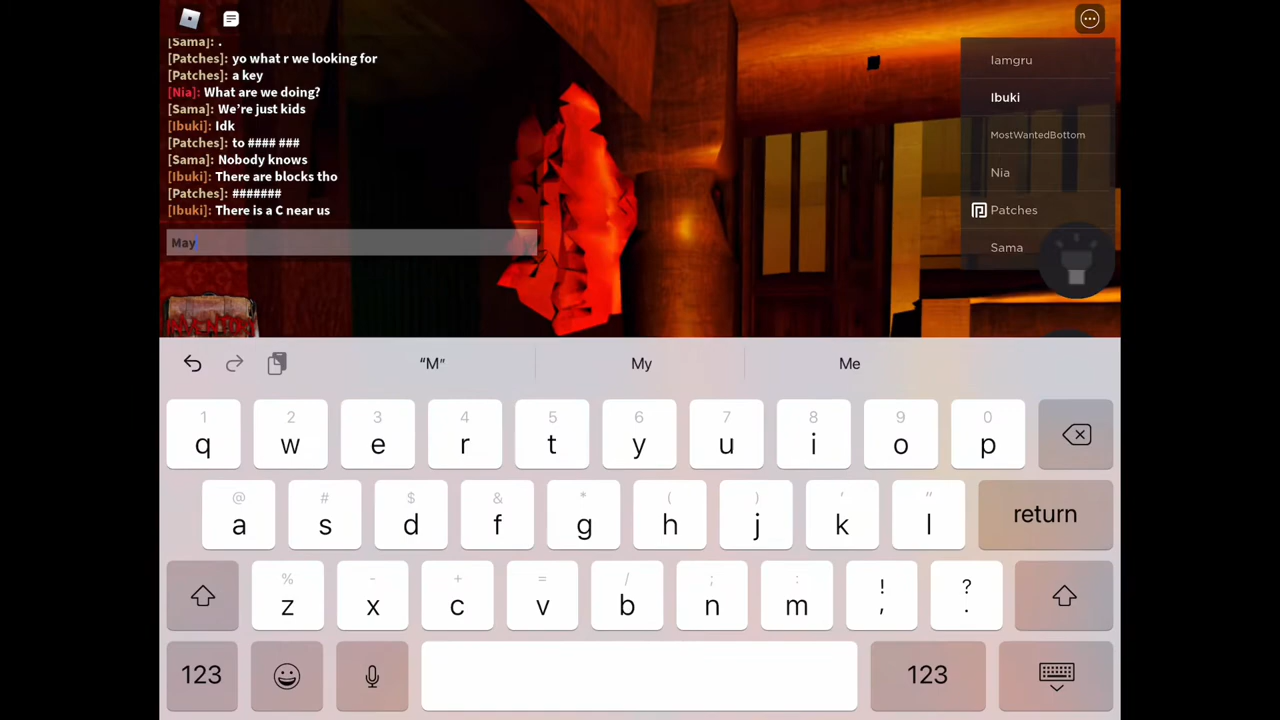 [Sama]: .
[Patches]: yo what r we looking for
[Patches]: a key
[Nia]: What are we doing?
[Sama]: We're just kids
[Ibuki]: Idk
[Patches]: to #### ###
[Sama]: Nobody knows
[Ibuki]: There are blocks tho
[Patches]: #######
[Ibuki]: There is a C near us
May
INVENTORY
Iamgru
Ibuki
MostWantedBottom
Nia
Patches
Sama
“M” My Me
1 2 3 4 5 6 7 8 9 0
q w e r t y u i o p
@ # $ & * ( ) ‘ ”
a s d f g h j k l return
% - + = / ; : ! ?
z x c v b n m , .
123 123